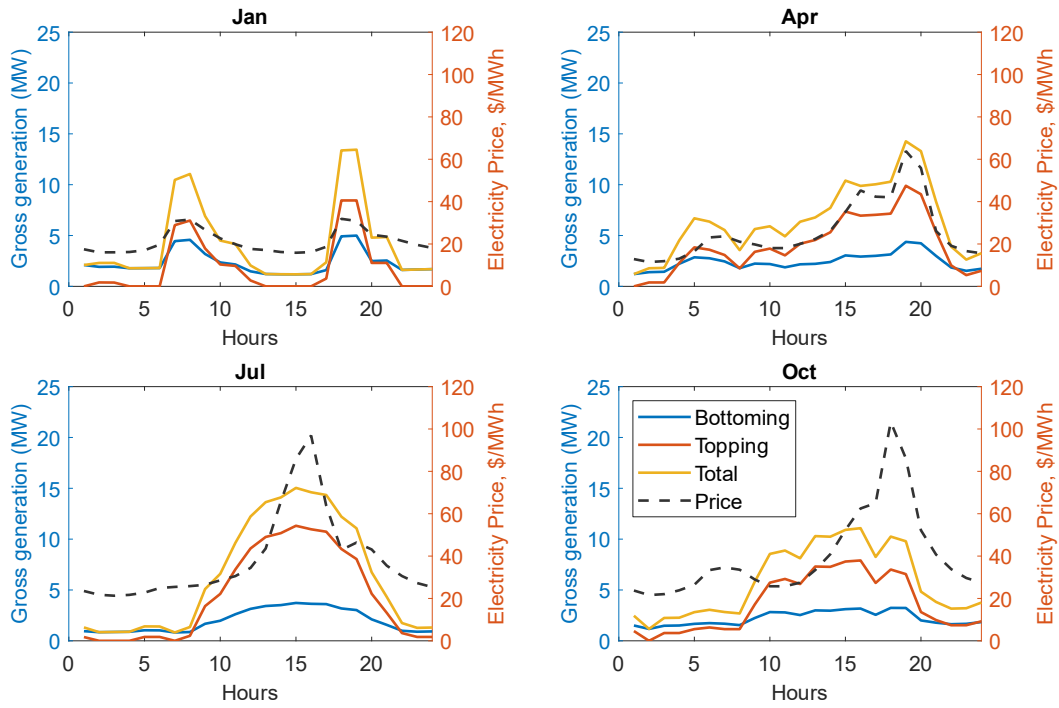 Jan
Gross generation (MW)
25
20
15
10
5
0
0 5 10 15 20
Hours
120
100
80
60
40
20
0
Electricity Price, $/MWh
Apr
Gross generation (MW)
25
20
15
10
5
0
0 5 10 15 20
Hours
120
100
80
60
40
20
0
Electricity Price, $/MWh
Jul
Gross generation (MW)
25
20
15
10
5
0
0 5 10 15 20
Hours
120
100
80
60
40
20
0
Electricity Price, $/MWh
Oct
Gross generation (MW)
25
20
15
10
5
0
Bottoming
Topping
Total
Price
0 5 10 15 20
Hours
120
100
80
60
40
20
0
Electricity Price, $/MWh